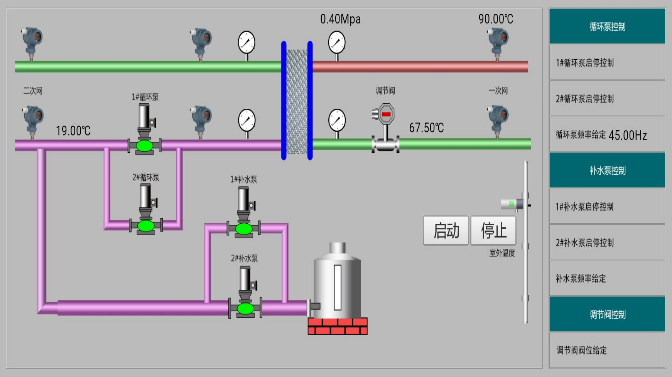 0.40Mpa
90.00℃
二次网
1#循环泵
调节阀
一次网
19.00℃
67.50℃
2#循环泵
1#补水泵
启动
停止
室外温度
2#补水泵
循环泵控制
1#循环泵启停控制
2#循环泵启停控制
循环泵频率给定 45.00Hz
补水泵控制
1#补水泵启停控制
2#补水泵启停控制
补水泵频率给定
调节阀控制
调节阀阀位给定